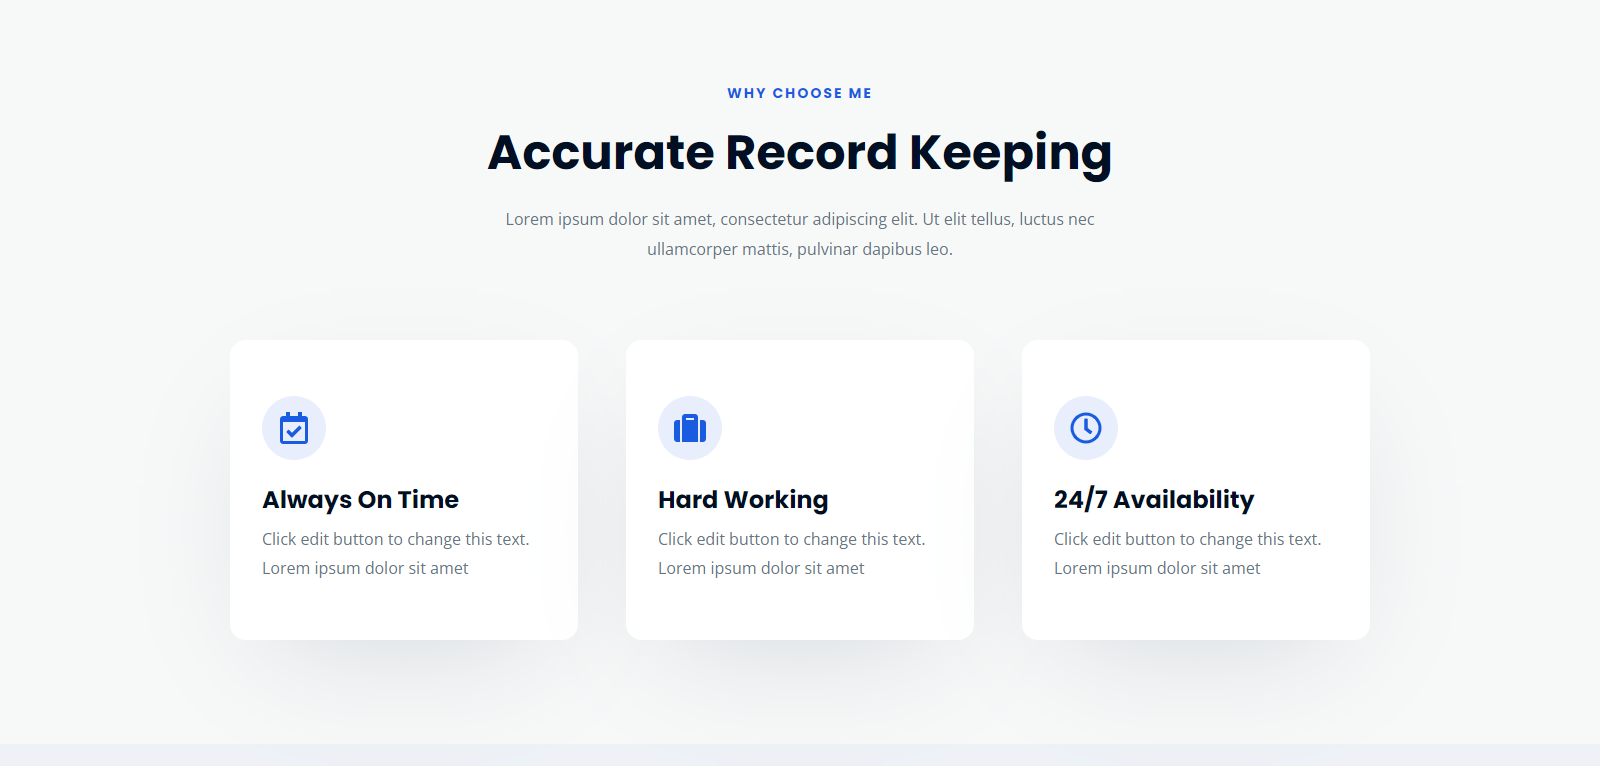 WHY CHOOSE ME
Accurate Record Keeping
Lorem ipsum dolor sit amet, consectetur adipiscing elit. Ut elit tellus, luctus nec
ullamcorper mattis, pulvinar dapibus leo.
Always On Time
Click edit button to change this text.
Lorem ipsum dolor sit amet
Hard Working
Click edit button to change this text.
Lorem ipsum dolor sit amet
24/7 Availability
Click edit button to change this text.
Lorem ipsum dolor sit amet